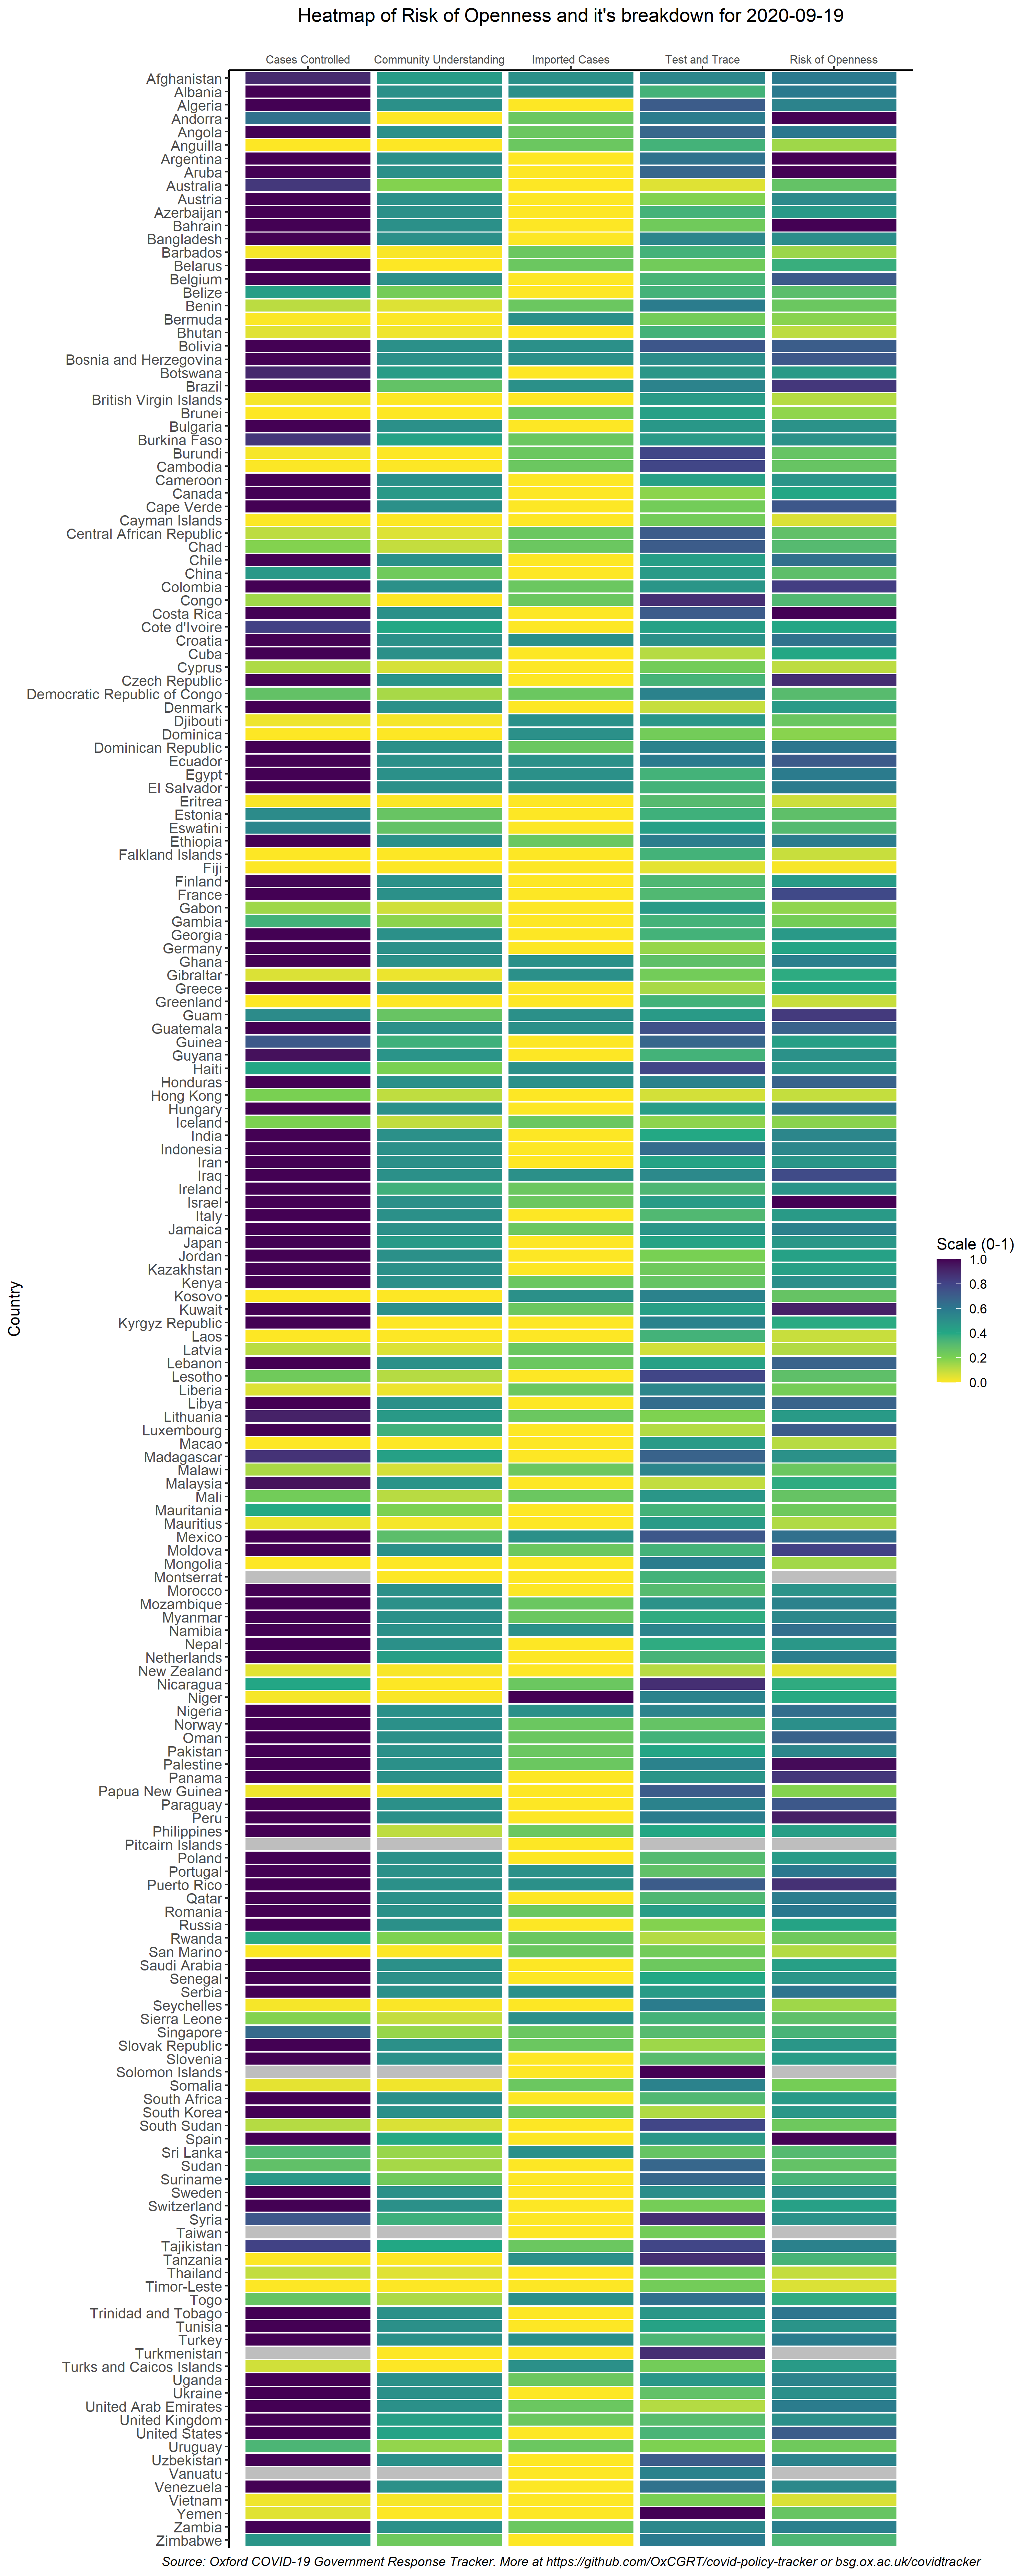 Heatmap of Risk of Openness and it's breakdown for 2020-09-19
Cases Controlled Community Understanding Imported Cases Test and Trace Risk of Openness
Afghanistan
Albania
Algeria
Andorra
Angola
Anguilla
Argentina
Aruba
Australia
Austria
Azerbaijan
Bahrain
Bangladesh
Barbados
Belarus
Belgium
Belize
Benin
Bermuda
Bhutan
Bolivia
Bosnia and Herzegovina
Botswana
Brazil
British Virgin Islands
Brunei
Bulgaria
Burkina Faso
Burundi
Cambodia
Cameroon
Canada
Cape Verde
Cayman Islands
Central African Republic
Chad
Chile
China
Colombia
Congo
Costa Rica
Cote d'Ivoire
Croatia
Cuba
Cyprus
Czech Republic
Democratic Republic of Congo
Denmark
Djibouti
Dominica
Dominican Republic
Ecuador
Egypt
El Salvador
Eritrea
Estonia
Eswatini
Ethiopia
Falkland Islands
Fiji
Finland
France
Gabon
Gambia
Georgia
Germany
Ghana
Gibraltar
Greece
Greenland
Guam
Guatemala
Guinea
Guyana
Haiti
Honduras
Hong Kong
Hungary
Iceland
India
Indonesia
Iran
Iraq
Ireland
Israel
Italy
Jamaica
Japan
Jordan
Kazakhstan
Kenya
Kosovo
Kuwait
Kyrgyz Republic
Laos
Latvia
Lebanon
Lesotho
Liberia
Libya
Lithuania
Luxembourg
Macao
Madagascar
Malawi
Malaysia
Mali
Mauritania
Mauritius
Mexico
Moldova
Mongolia
Montserrat
Morocco
Mozambique
Myanmar
Namibia
Nepal
Netherlands
New Zealand
Nicaragua
Niger
Nigeria
Norway
Oman
Pakistan
Palestine
Panama
Papua New Guinea
Paraguay
Peru
Philippines
Pitcairn Islands
Poland
Portugal
Puerto Rico
Qatar
Romania
Russia
Rwanda
San Marino
Saudi Arabia
Senegal
Serbia
Seychelles
Sierra Leone
Singapore
Slovak Republic
Slovenia
Solomon Islands
Somalia
South Africa
South Korea
South Sudan
Spain
Sri Lanka
Sudan
Suriname
Sweden
Switzerland
Syria
Taiwan
Tajikistan
Tanzania
Thailand
Timor-Leste
Togo
Trinidad and Tobago
Tunisia
Turkey
Turkmenistan
Turks and Caicos Islands
Uganda
Ukraine
United Arab Emirates
United Kingdom
United States
Uruguay
Uzbekistan
Vanuatu
Venezuela
Vietnam
Yemen
Zambia
Zimbabwe
Country
Scale (0-1)
1.0
0.8
0.6
0.4
0.2
0.0
Source: Oxford COVID-19 Government Response Tracker. More at https://github.com/OxCGRT/covid-policy-tracker or bsg.ox.ac.uk/covidtracker